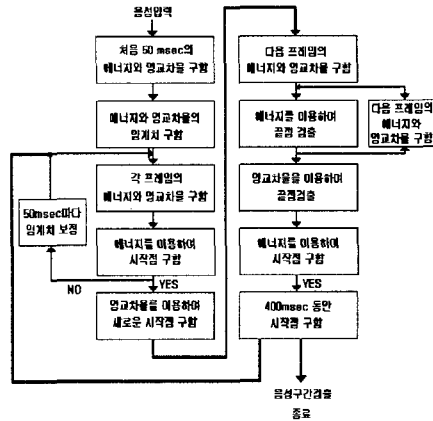 음성입력
처음 50 msec의
에너지와 영교차율 구함
에너지와 영교차율의
임계치 구함
각 프레임의
에너지와 영교차율 구함
50msec마다
임계치 보정
에너지를 이용하여
시작점 구함
NO
YES
영교차율을 이용하여
새로운 시작점 구함
다음 프레임의
에너지와 영교차율 구함
에너지를 이용하여
끝점 검출
다음 프레임의
에너지와
영교차율 구함
영교차율을 이용하여
끝점검출
에너지를 이용하여
시작점 구함
YES
400msec 동안
시작점 구함
음성구간검출
종료